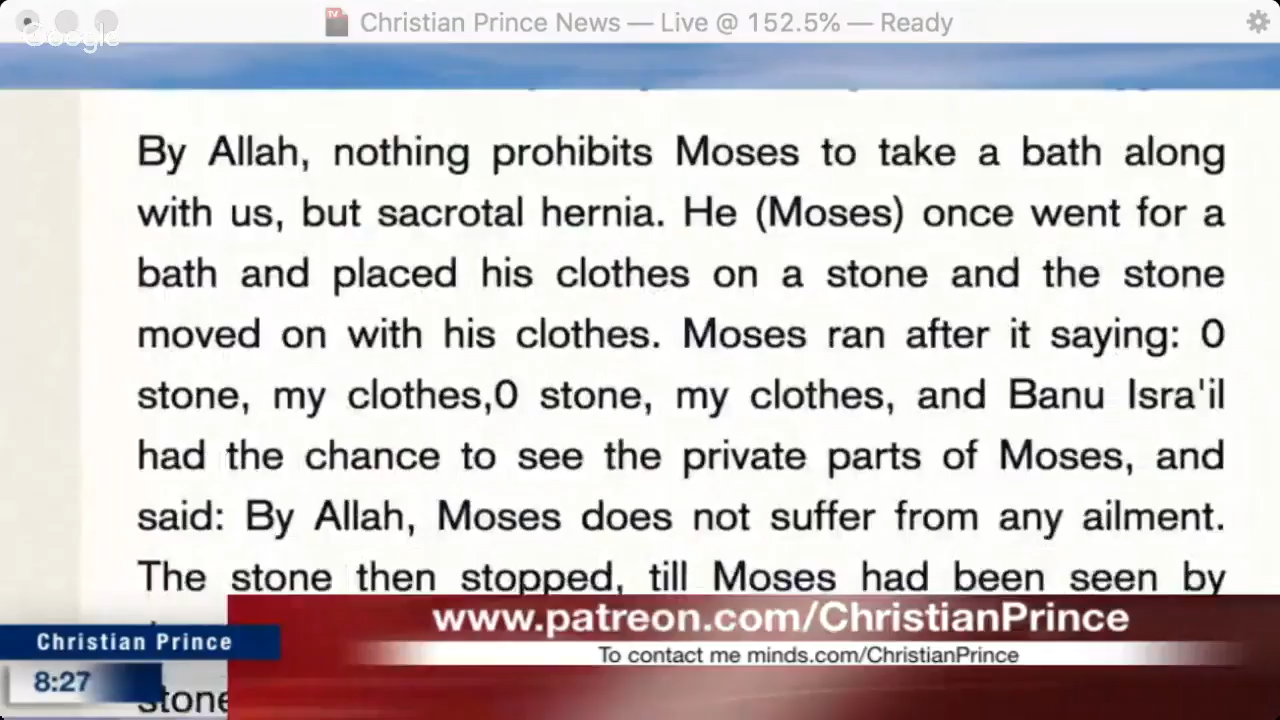 Christian Prince News — Live @ 152.5% — Ready
Google
By Allah, nothing prohibits Moses to take a bath along
with us, but sacrotal hernia. He (Moses) once went for a
bath and placed his clothes on a stone and the stone
moved on with his clothes. Moses ran after it saying: 0
stone, my clothes,0 stone, my clothes, and Banu Isra'il
had the chance to see the private parts of Moses, and
said: By Allah, Moses does not suffer from any ailment.
The stone then stopped, till Moses had been seen by
stone
www.patreon.com/ChristianPrince
To contact me minds.com/ChristianPrince
Christian Prince
8:27